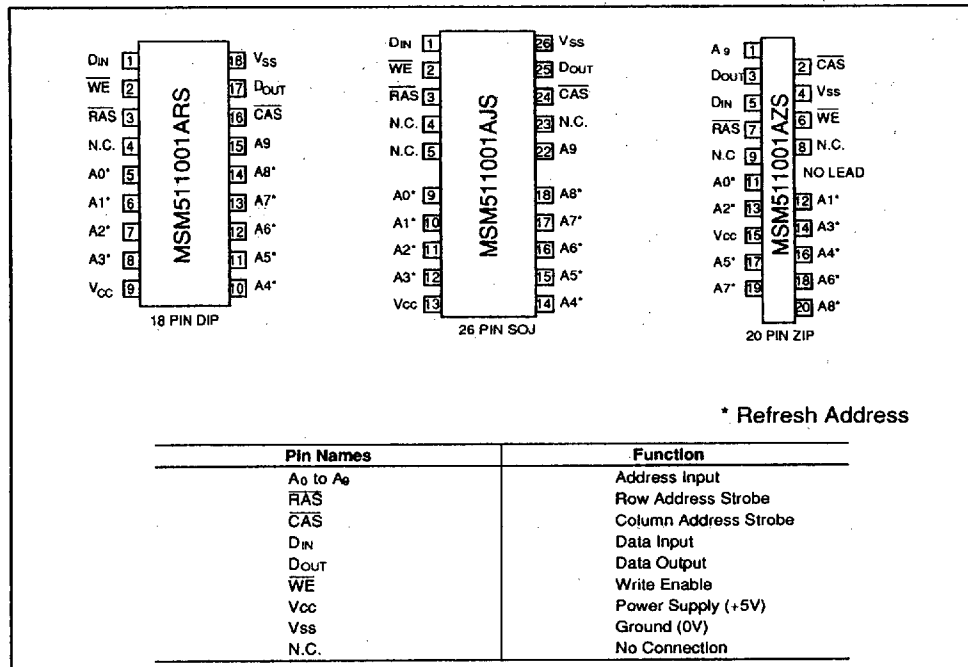 DIN 1 18 VSS
WE 2 17 DOUT
RAS 3 16 CAS
N.C. 4 15 A9
A0* 5 14 A8*
A1* 6 13 A7*
A2* 7 12 A6*
A3* 8 11 A5*
VCC 9 10 A4*
MSM511001ARS
18 PIN DIP
DIN 1 26 VSS
WE 2 25 DOUT
RAS 3 24 CAS
N.C. 4 23 N.C.
N.C. 5 22 A9
A0* 9 18 A8*
A1* 10 17 A7*
A2* 11 16 A6*
A3* 12 15 A5*
Vcc 13 14 A4*
MSM511001AJS
26 PIN SOJ
A9 1
2 CAS
DOUT 3
4 Vss
DIN 5
6 WE
RAS 7
8 N.C.
N.C 9
NO LEAD
A0* 11
12 A1*
A2* 13
14 A3*
Vcc 15
16 A4*
A5* 17
18 A6*
A7* 19
20 A8*
MSM511001AZS
20 PIN ZIP
* Refresh Address
Pin Names Function
A0 to A9 Address Input
RAS Row Address Strobe
CAS Column Address Strobe
DIN Data Input
DOUT Data Output
WE Write Enable
Vcc Power Supply (+5V)
Vss Ground (0V)
N.C. No Connection